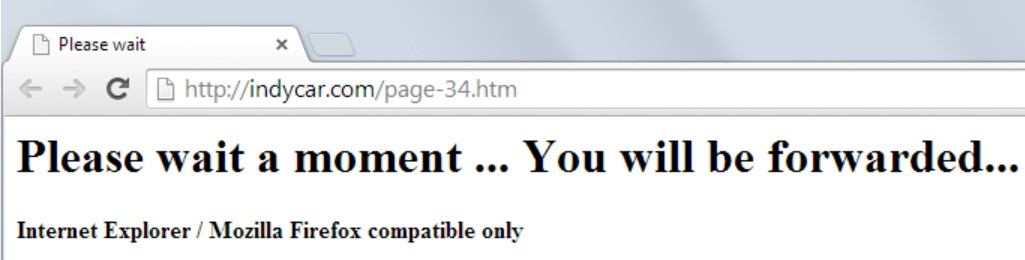 Please wait
http://indycar.com/page-34.htm
Please wait a moment ... You will be forwarded...
Internet Explorer / Mozilla Firefox compatible only